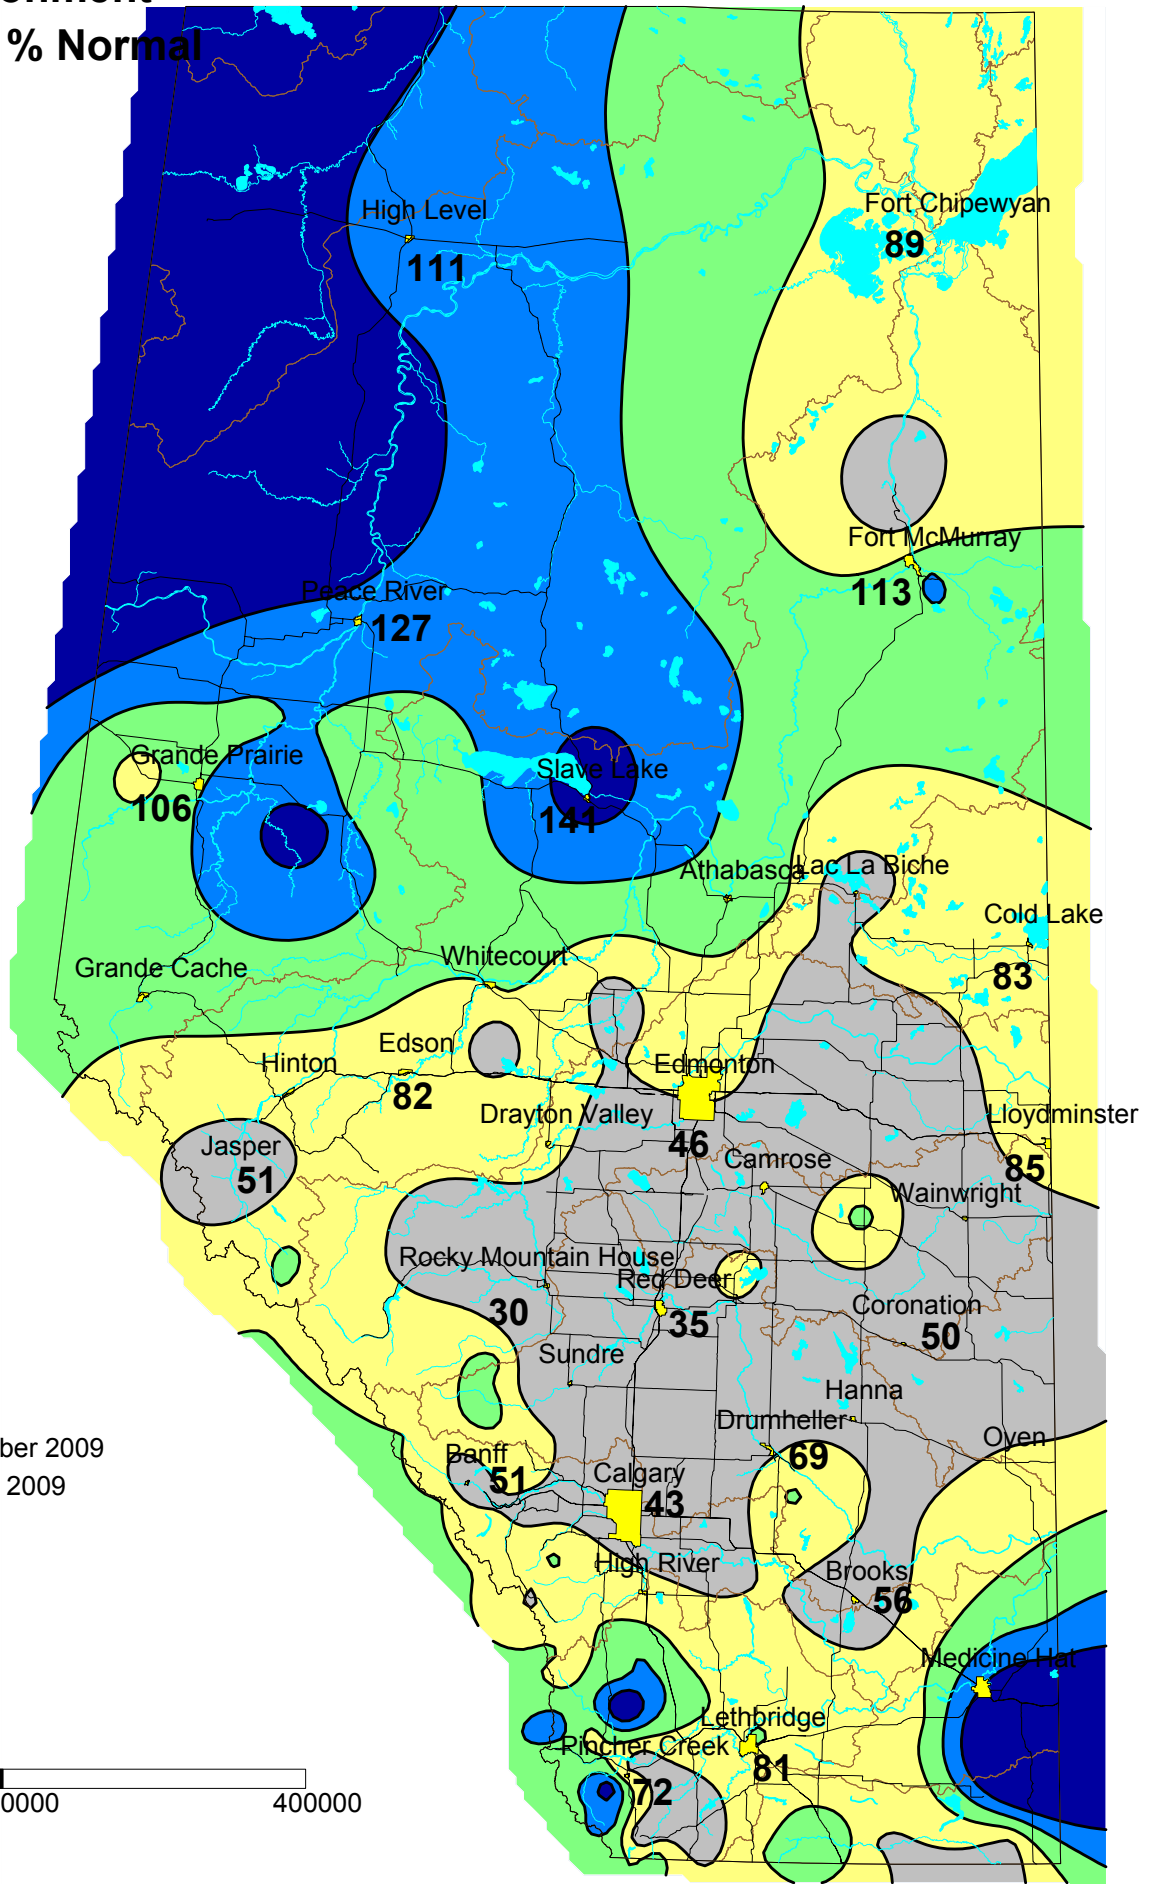 % Normal
High Level
111
Fort Chipewyan
89
Fort McMurray
113
Peace River
127
Grande Prairie
106
Slave Lake
141
Athabasca
Lac La Biche
Cold Lake
83
Whitecourt
Grande Cache
Edson
82
Hinton
Edmonton
46
Drayton Valley
Lloydminster
85
Jasper
51
Camrose
Wainwright
Rocky Mountain House
30
Red Deer
35
Coronation
50
Sundre
Hanna
Drumheller
69
Oyen
ber 2009
2009
Banff
51
Calgary
43
High River
Brooks
56
Medicine Hat
Lethbridge
81
Pincher Creek
72
0000
400000